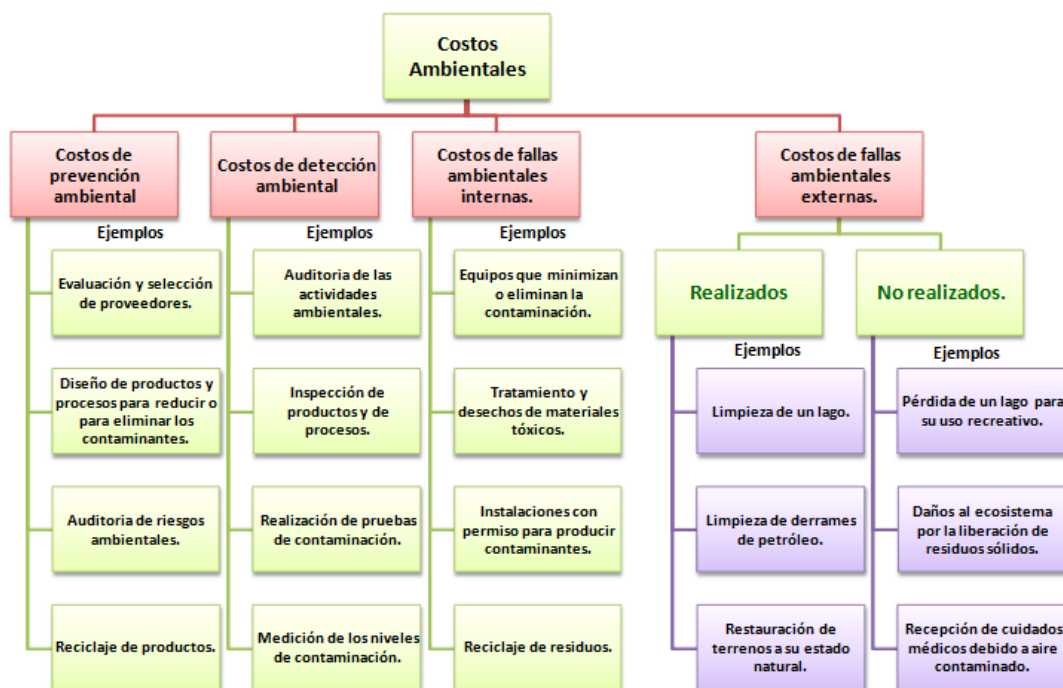 Costos
Ambientales
Costos de
prevención
ambiental
Costos de detección
ambiental
Costos de fallas
ambientales
internas.
Costos de fallas
ambientales
externas.
Ejemplos
Evaluación y selección
de proveedores.
Diseño de productos y
procesos para reducir o
para eliminar los
contaminantes.
Auditoria de riesgos
ambientales.
Reciclaje de productos.
Ejemplos
Auditoria de las
actividades
ambientales.
Inspección de
productos y de
procesos.
Realización de pruebas
de contaminación.
Medición de los niveles
de contaminación.
Ejemplos
Equipos que minimizan
o eliminan la
contaminación.
Tratamiento y
desechos de materiales
tóxicos.
Instalaciones con
permiso para producir
contaminantes.
Reciclaje de residuos.
Realizados
Ejemplos
Limpieza de un lago.
Limpieza de derrames
de petróleo.
Restauración de
terrenos a su estado
natural.
No realizados.
Ejemplos
Pérdida de un lago para
su uso recreativo.
Daños al ecosistema
por la liberación de
residuos sólidos.
Recepción de cuidados
médicos debido a aire
contaminado.